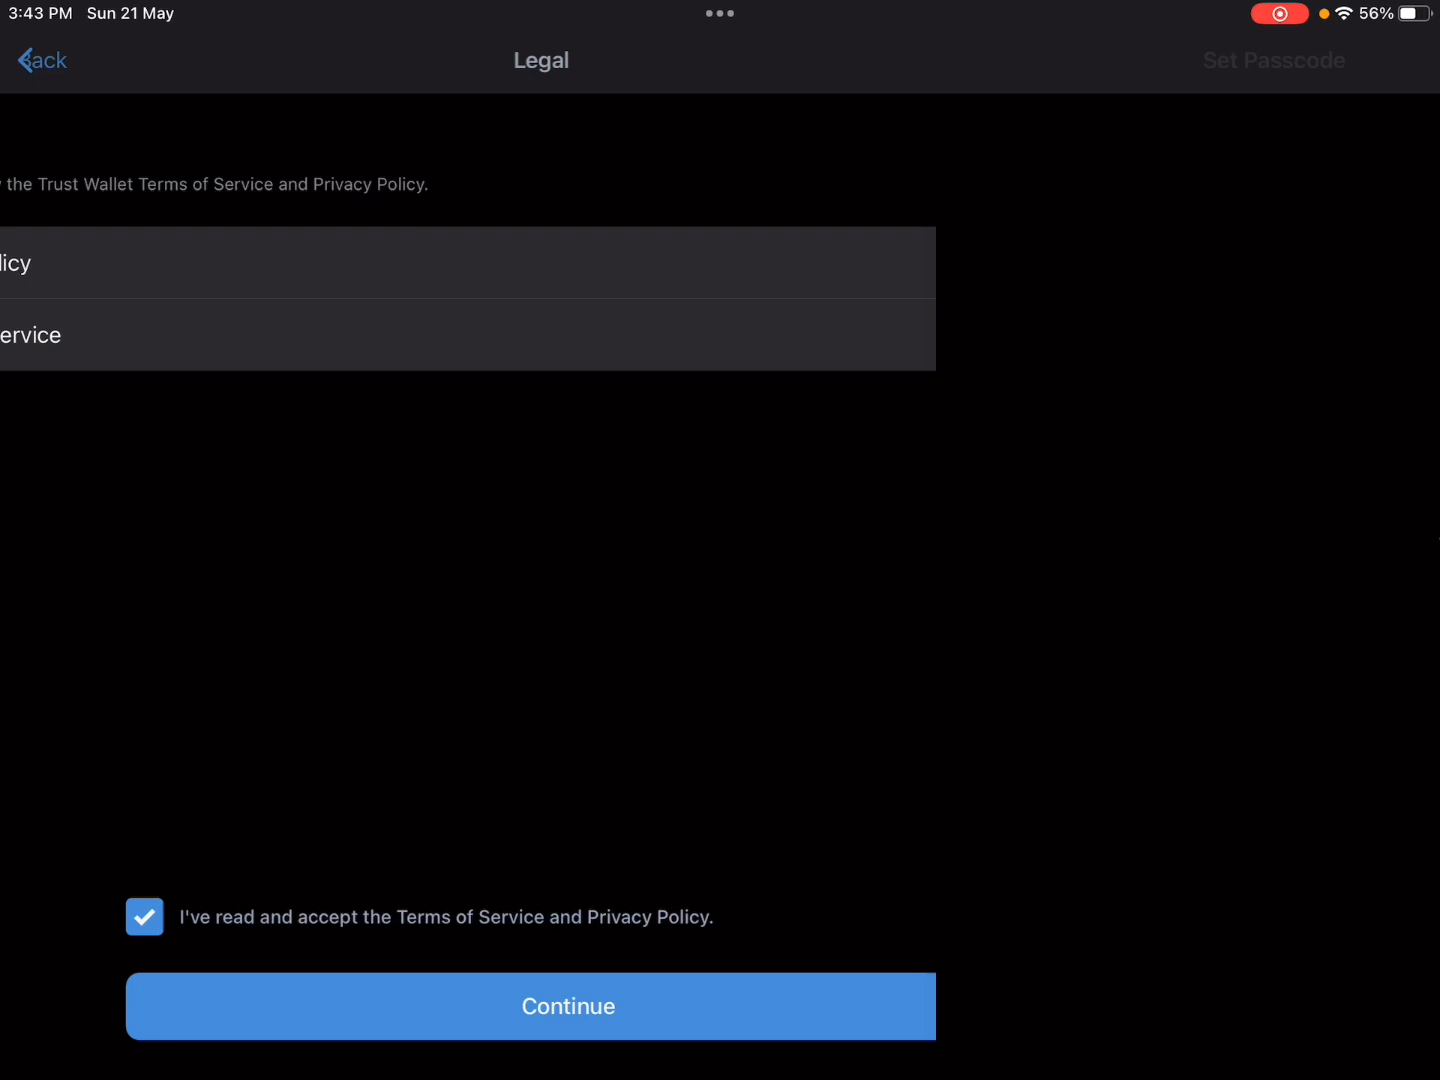 3:43 PM Sun 21 May
56%
Back Legal Set Passcode
the Trust Wallet Terms of Service and Privacy Policy.
licy
ervice
I've read and accept the Terms of Service and Privacy Policy.
Continue